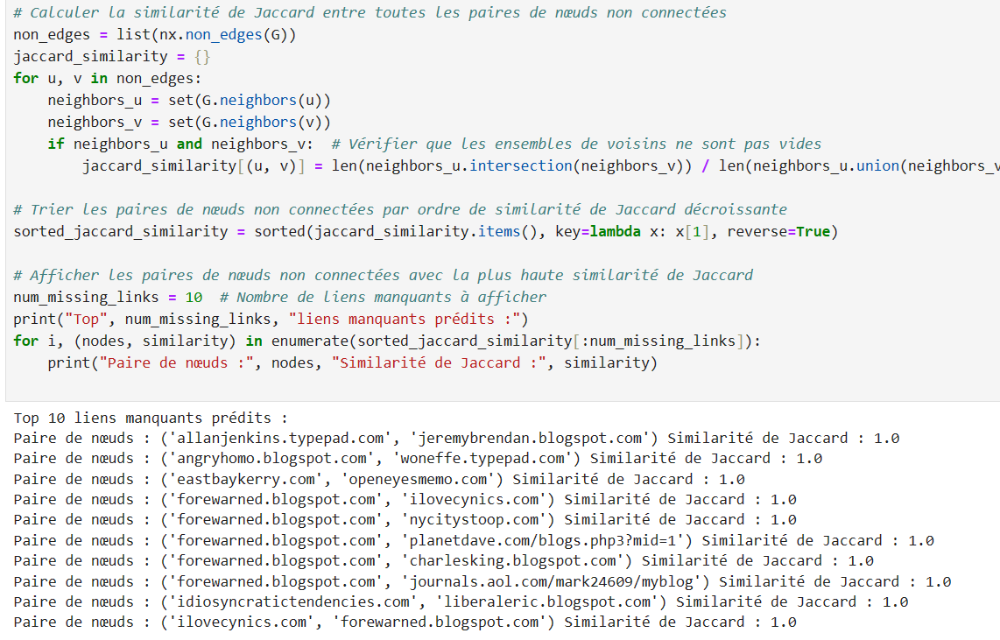 # Calculer la similarité de Jaccard entre toutes les paires de nœuds non connectées
non_edges = list(nx.non_edges(G))
jaccard_similarity = {}
for u, v in non_edges:
    neighbors_u = set(G.neighbors(u))
    neighbors_v = set(G.neighbors(v))
    if neighbors_u and neighbors_v:  # Vérifier que les ensembles de voisins ne sont pas vides
        jaccard_similarity[(u, v)] = len(neighbors_u.intersection(neighbors_v)) / len(neighbors_u.union(neighbors_v
# Trier les paires de nœuds non connectées par ordre de similarité de Jaccard décroissante
sorted_jaccard_similarity = sorted(jaccard_similarity.items(), key=lambda x: x[1], reverse=True)
# Afficher les paires de nœuds non connectées avec la plus haute similarité de Jaccard
num_missing_links = 10  # Nombre de liens manquants à afficher
print("Top", num_missing_links, "liens manquants prédits :")
for i, (nodes, similarity) in enumerate(sorted_jaccard_similarity[:num_missing_links]):
    print("Paire de nœuds :", nodes, "Similarité de Jaccard :", similarity)
Top 10 liens manquants prédits :
Paire de nœuds : ('allanjenkins.typepad.com', 'jeremybrendan.blogspot.com') Similarité de Jaccard : 1.0
Paire de nœuds : ('angryhomo.blogspot.com', 'woneffe.typepad.com') Similarité de Jaccard : 1.0
Paire de nœuds : ('eastbaykerry.com', 'openeyesmemo.com') Similarité de Jaccard : 1.0
Paire de nœuds : ('forewarned.blogspot.com', 'ilovecynics.com') Similarité de Jaccard : 1.0
Paire de nœuds : ('forewarned.blogspot.com', 'nycitystoop.com') Similarité de Jaccard : 1.0
Paire de nœuds : ('forewarned.blogspot.com', 'planetdave.com/blogs.php3?mid=1') Similarité de Jaccard : 1.0
Paire de nœuds : ('forewarned.blogspot.com', 'charlesking.blogspot.com') Similarité de Jaccard : 1.0
Paire de nœuds : ('forewarned.blogspot.com', 'journals.aol.com/mark24609/myblog') Similarité de Jaccard : 1.0
Paire de nœuds : ('idiosyncratictendencies.com', 'liberaleric.blogspot.com') Similarité de Jaccard : 1.0
Paire de nœuds : ('ilovecynics.com', 'forewarned.blogspot.com') Similarité de Jaccard : 1.0